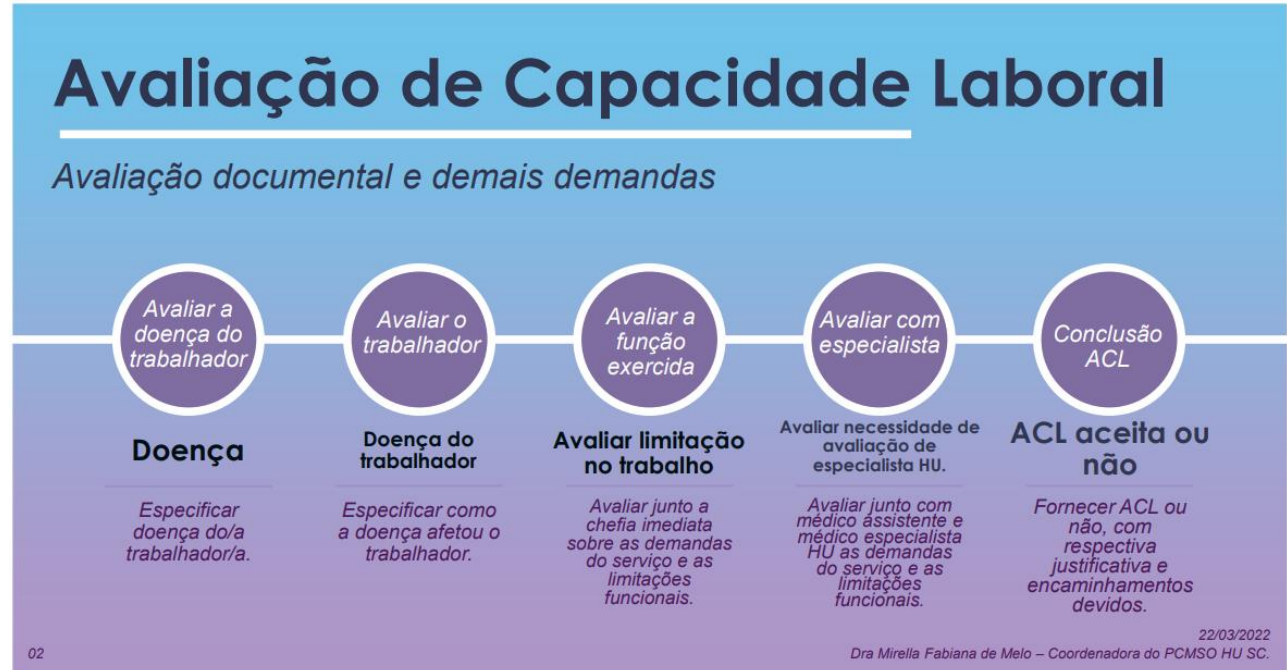 Avaliação de Capacidade Laboral
Avaliação documental e demais demandas
Avaliar a
doença do
trabalhador
Doença
Especificar
doença do/a
trabalhador/a.
Avaliar o
trabalhador
Doença do
trabalhador
Especificar como
a doença afetou o
trabalhador.
Avaliar a
função
exercida
Avaliar limitação
no trabalho
Avaliar junto a
chefia imediata
sobre as demandas
do serviço e as
limitações
funcionais.
Avaliar com
especialista
Avaliar necessidade de
avaliação de
especialista HU.
Avaliar junto com
médico assistente e
médico especialista
HU as demandas
do serviço e as
limitações
funcionais.
Conclusão
ACL
ACL aceita ou
não
Fornecer ACL ou
não, com
respectiva
justificativa e
encaminhamentos
devidos.
02
22/03/2022
Dra Mirella Fabiana de Melo – Coordenadora do PCMSO HU SC.